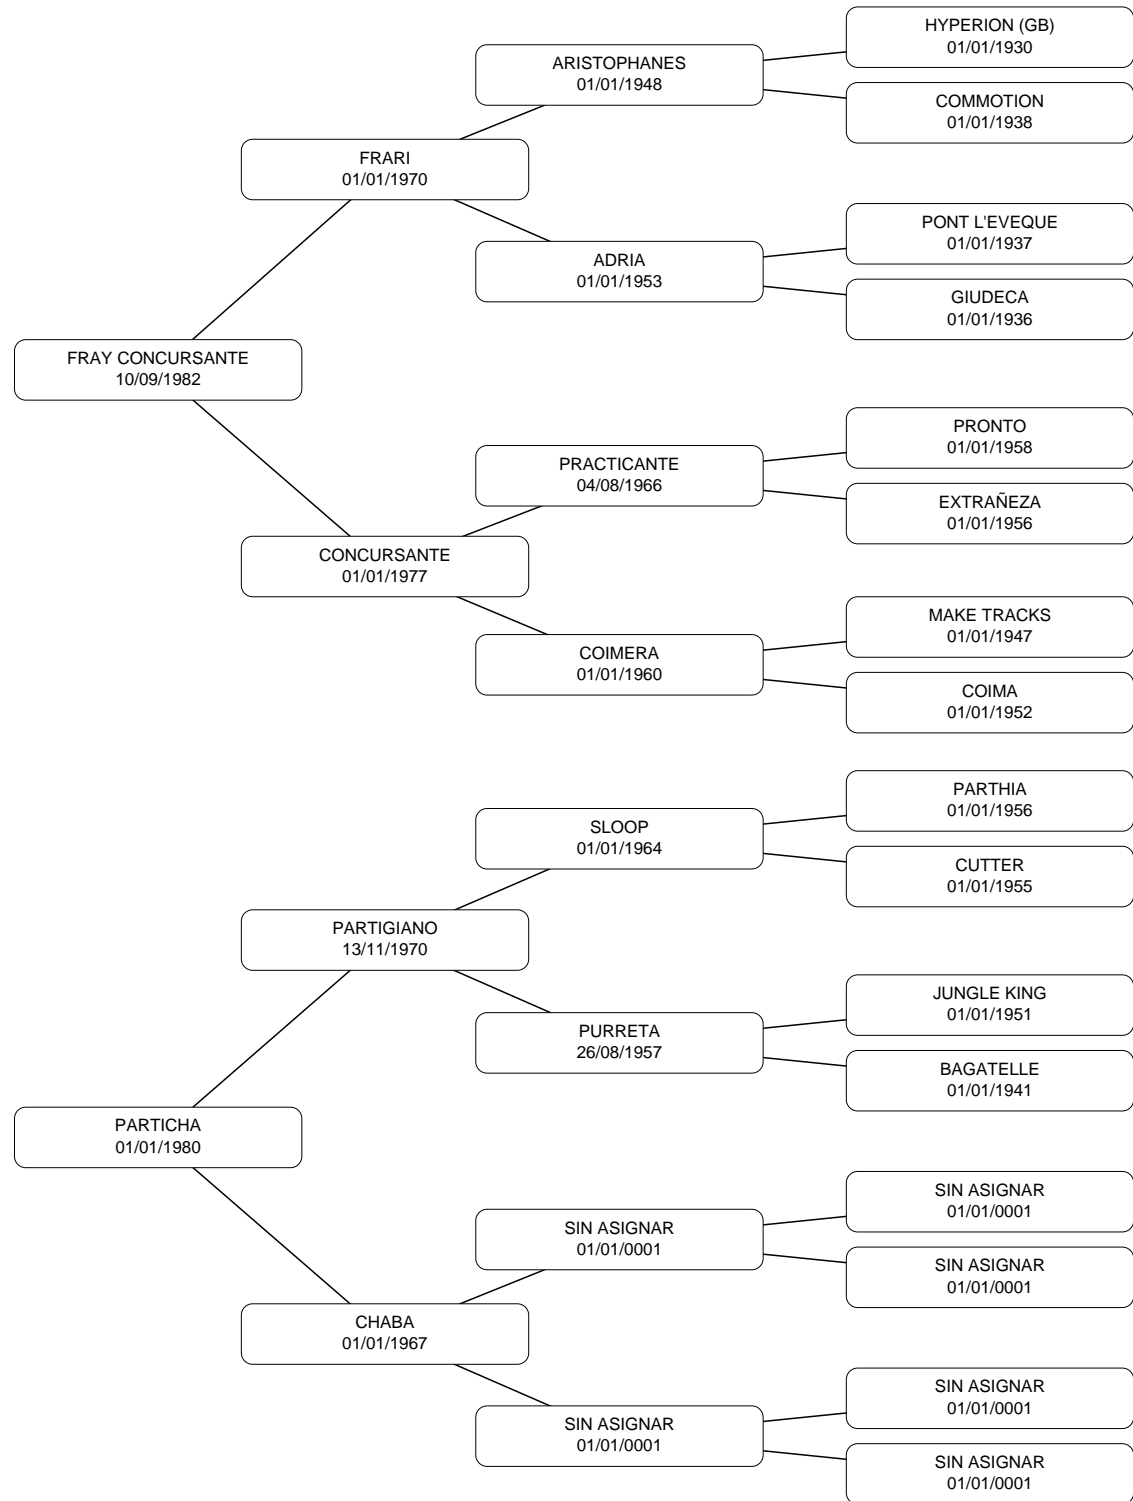 HYPERION (GB)
01/01/1930
ARISTOPHANES
01/01/1948
COMMOTION
01/01/1938
FRARI
01/01/1970
PONT L'EVEQUE
01/01/1937
ADRIA
01/01/1953
GIUDECA
01/01/1936
FRAY CONCURSANTE
10/09/1982
PRONTO
01/01/1958
PRACTICANTE
04/08/1966
EXTRAÑEZA
01/01/1956
CONCURSANTE
01/01/1977
MAKE TRACKS
01/01/1947
COIMERA
01/01/1960
COIMA
01/01/1952
PARTHIA
01/01/1956
SLOOP
01/01/1964
CUTTER
01/01/1955
PARTIGIANO
13/11/1970
JUNGLE KING
01/01/1951
PURRETA
26/08/1957
BAGATELLE
01/01/1941
PARTICHA
01/01/1980
SIN ASIGNAR
01/01/0001
SIN ASIGNAR
01/01/0001
SIN ASIGNAR
01/01/0001
CHABA
01/01/1967
SIN ASIGNAR
01/01/0001
SIN ASIGNAR
01/01/0001
SIN ASIGNAR
01/01/0001